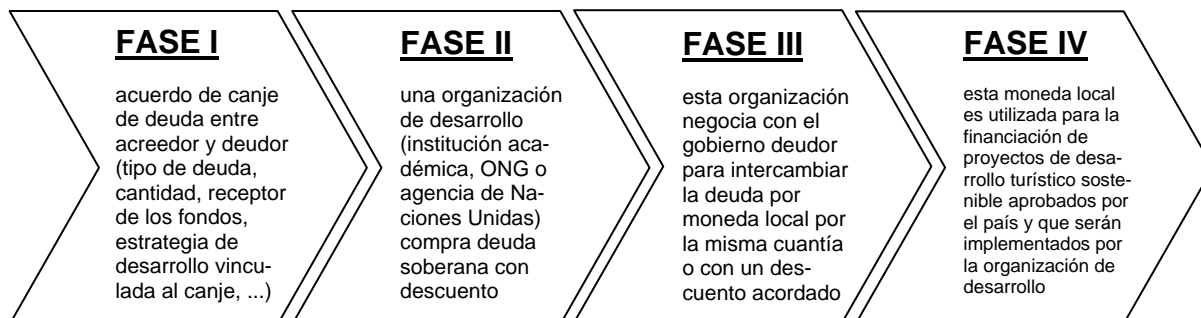 FASE I
acuerdo de canje
de deuda entre
acreedor y deudor
(tipo de deuda,
cantidad, receptor
de los fondos,
estrategia de
desarrollo vincu-
lada al canje, ...)
FASE II
una organización
de desarrollo
(institución aca-
démica, ONG o
agencia de Na-
ciones Unidas)
compra deuda
soberana con
descuento
FASE III
esta organización
negocia con el
gobierno deudor
para intercambiar
la deuda por
moneda local por
la misma cuantía
o con un des-
cuento acordado
FASE IV
esta moneda local
es utilizada para la
financiación de
proyectos de desa-
rrollo turístico soste-
nible aprobados por
el país y que serán
implementados por
la organización de
desarrollo